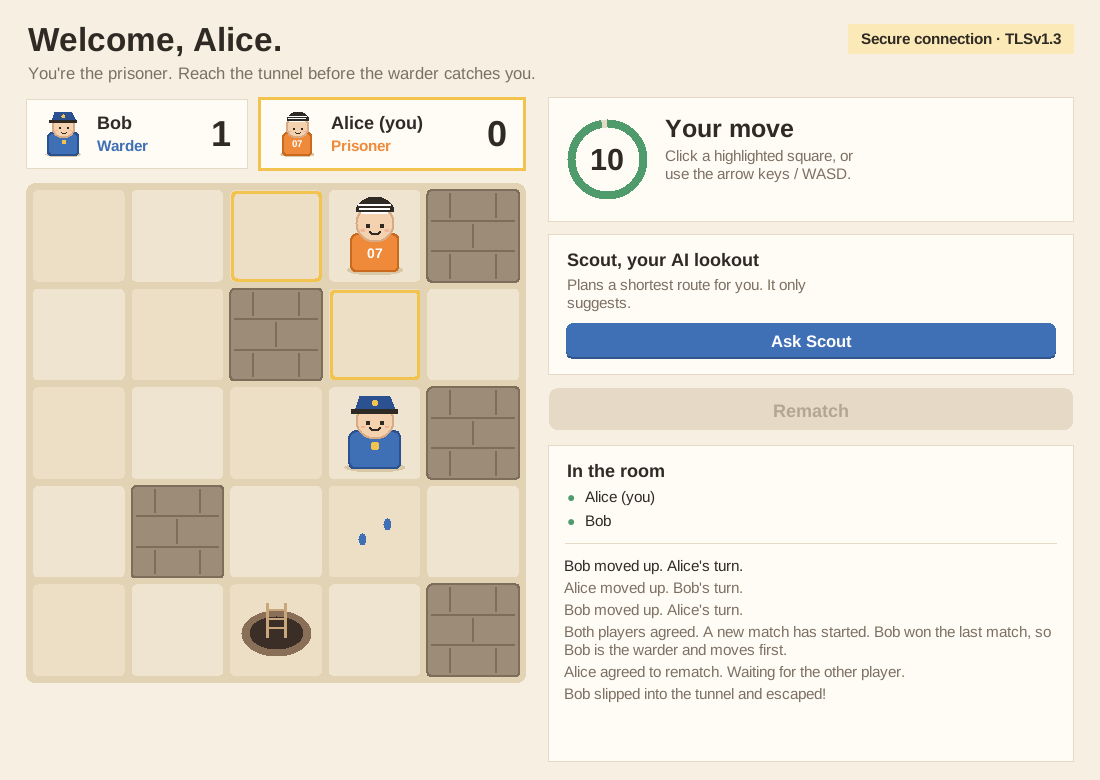 Welcome, Alice.
You're the prisoner. Reach the tunnel before the warder catches you.
Secure connection · TLSv1.3
Bob
Warder
1
07
Alice (you)
Prisoner
0
07
10
Your move
Click a highlighted square, or
use the arrow keys / WASD.
Scout, your AI lookout
Plans a shortest route for you. It only
suggests.
Ask Scout
Rematch
In the room
● Alice (you)
● Bob
Bob moved up. Alice's turn.
Alice moved up. Bob's turn.
Bob moved up. Alice's turn.
Both players agreed. A new match has started. Bob won the last match, so
Bob is the warder and moves first.
Alice agreed to rematch. Waiting for the other player.
Bob slipped into the tunnel and escaped!